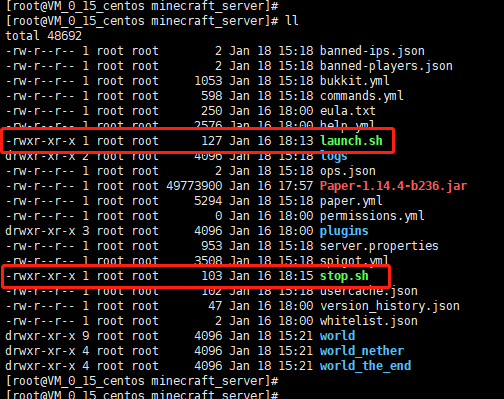 [root@VM_0_15_centos minecraft_server]#
[root@VM_0_15_centos minecraft_server]# ll
total 48692
-rw-r--r-- 1 root root 2 Jan 18 15:18 banned-ips.json
-rw-r--r-- 1 root root 2 Jan 18 15:18 banned-players.json
-rw-r--r-- 1 root root 1053 Jan 18 15:18 bukkit.yml
-rw-r--r-- 1 root root 598 Jan 18 15:18 commands.yml
-rw-r--r-- 1 root root 250 Jan 16 18:00 eula.txt
-rw-r--r-- 1 root root 2576 Jan 16 18:00 help.yml
-rwxr-xr-x 1 root root 127 Jan 16 18:13 launch.sh
drwxr-xr-x 2 root root 4096 Jan 18 15:18 logs
-rw-r--r-- 1 root root 2 Jan 18 15:18 ops.json
-rw-r--r-- 1 root root 49773900 Jan 16 17:57 Paper-1.14.4-b236.jar
-rw-r--r-- 1 root root 5294 Jan 18 15:18 paper.yml
-rw-r--r-- 1 root root 0 Jan 16 18:00 permissions.yml
drwxr-xr-x 3 root root 4096 Jan 16 18:00 plugins
-rw-r--r-- 1 root root 953 Jan 18 15:18 server.properties
-rw-r--r-- 1 root root 3508 Jan 18 15:18 spigot.yml
-rwxr-xr-x 1 root root 103 Jan 16 18:15 stop.sh
-rw-r--r-- 1 root root 102 Jan 18 15:18 usercache.json
-rw-r--r-- 1 root root 47 Jan 16 18:00 version_history.json
-rw-r--r-- 1 root root 2 Jan 16 18:00 whitelist.json
drwxr-xr-x 9 root root 4096 Jan 18 15:21 world
drwxr-xr-x 4 root root 4096 Jan 18 15:21 world_nether
drwxr-xr-x 4 root root 4096 Jan 18 15:21 world_the_end
[root@VM_0_15_centos minecraft_server]#
[root@VM_0_15_centos minecraft_server]#